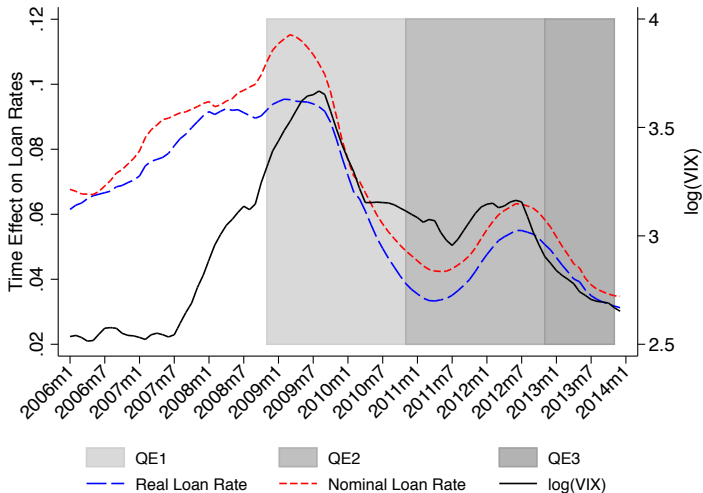 Time Effect on Loan Rates
.02 .04 .06 .08 .1 .12
2.5 3 3.5 4
log(VIX)
2006m1 2006m7 2007m1 2007m7 2008m1 2008m7 2009m1 2009m7 2010m1 2010m7 2011m1 2011m7 2012m1 2012m7 2013m1 2013m7 2014m1
QE1 QE2 QE3
Real Loan Rate Nominal Loan Rate log(VIX)